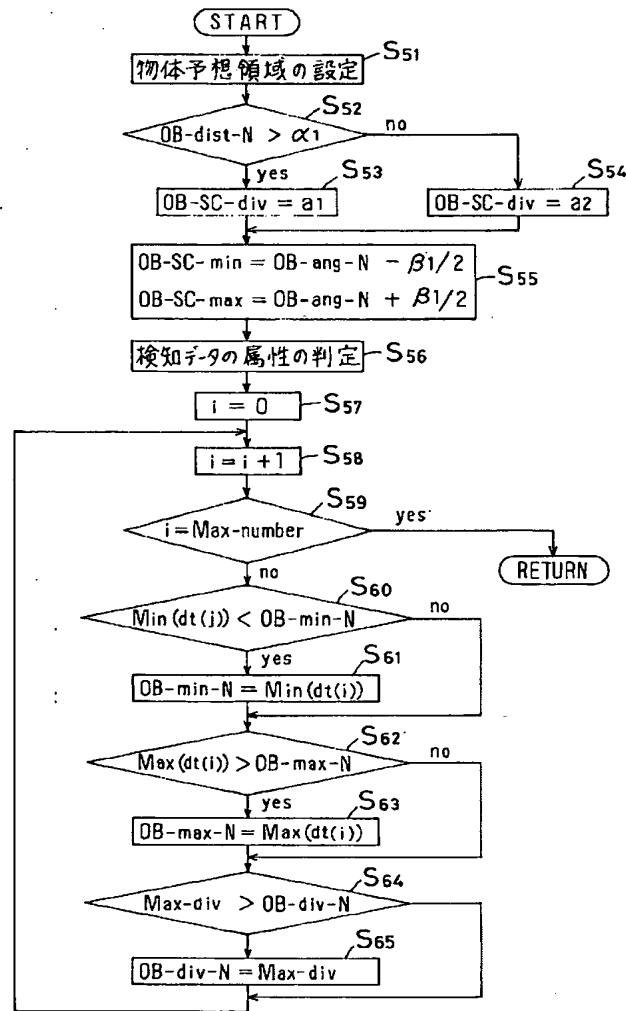 START
物体予想領域の設定
S51
OB-dist-N > α1
S52
no
yes
OB-SC-div = a1
S53
OB-SC-div = a2
S54
OB-SC-min = OB-ang-N − β1/2
OB-SC-max = OB-ang-N + β1/2
S55
検知データの属性の判定
S56
i = 0
S57
i = i + 1
S58
i = Max-number
S59
yes
RETURN
no
Min(dt(j) < OB-min-N
S60
no
yes
OB-min-N = Min(dt(i))
S61
Max(dt(i)) > OB-max-N
S62
no
yes
OB-max-N = Max(dt(i))
S63
Max-div > OB-div-N
S64
OB-div-N = Max-div
S65